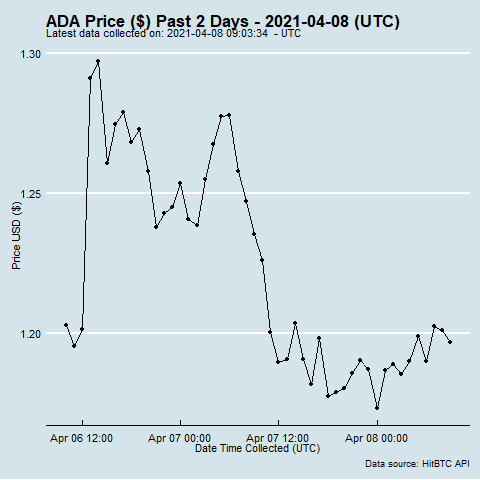 ADA Price ($) Past 2 Days - 2021-04-08 (UTC)
Latest data collected on: 2021-04-08 09:03:34  - UTC
1.30
1.25
1.20
Price USD ($)
Apr 06 12:00 Apr 07 00:00 Apr 07 12:00 Apr 08 00:00
Date Time Collected (UTC)
Data source: HitBTC API